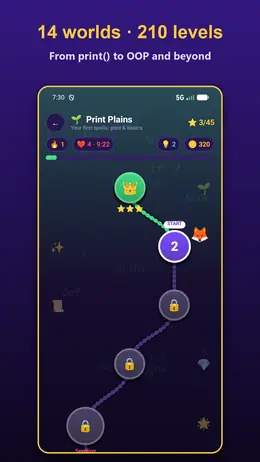 14 worlds · 210 levels
From print() to OOP and beyond
7:30
5G
Print Plains
Your first spells: print & basics
3/45
1
4 · 9:22
2
320
START
2
def